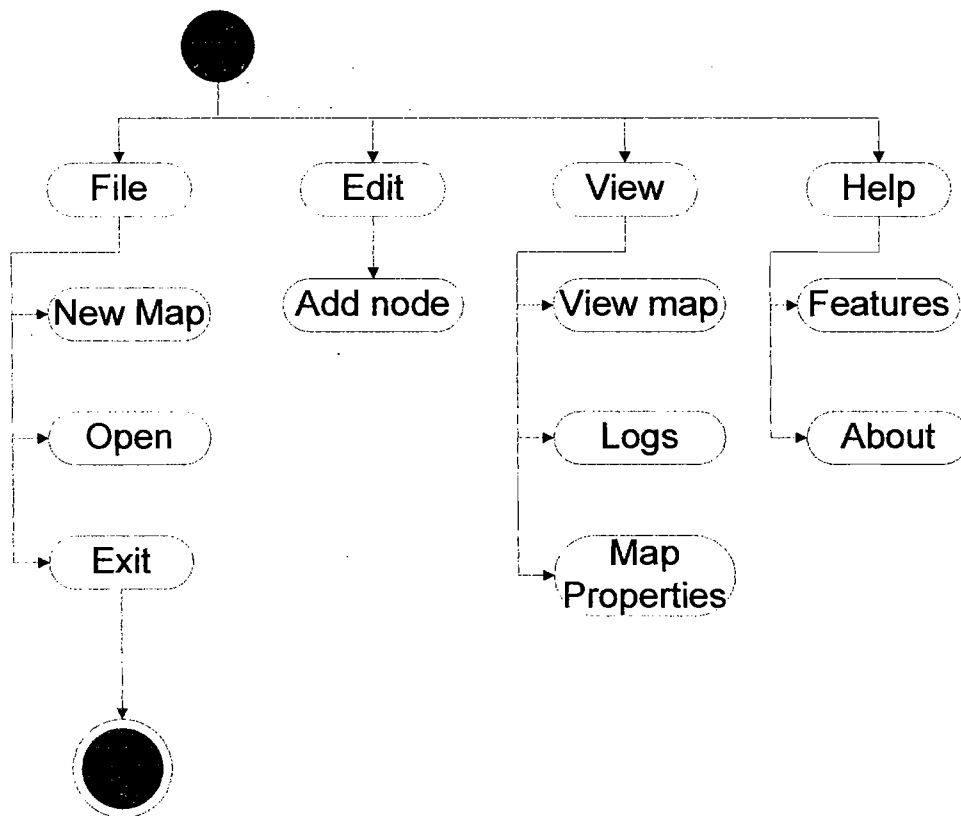 File
Edit
View
Help
New Map
Add node
View map
Features
Open
Logs
About
Exit
Map
Properties